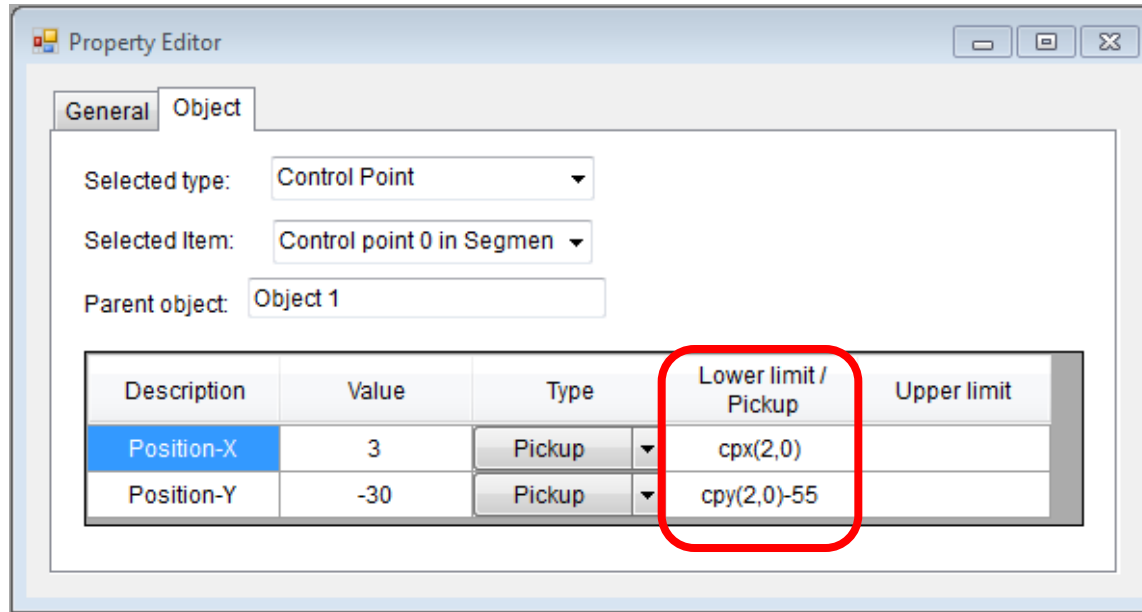 Property Editor
General Object
Selected type: Control Point
Selected Item: Control point 0 in Segmen
Parent object: Object 1
Description Value Type Lower limit / Pickup Upper limit
Position-X 3 Pickup cpx(2,0)
Position-Y -30 Pickup cpy(2,0)-55